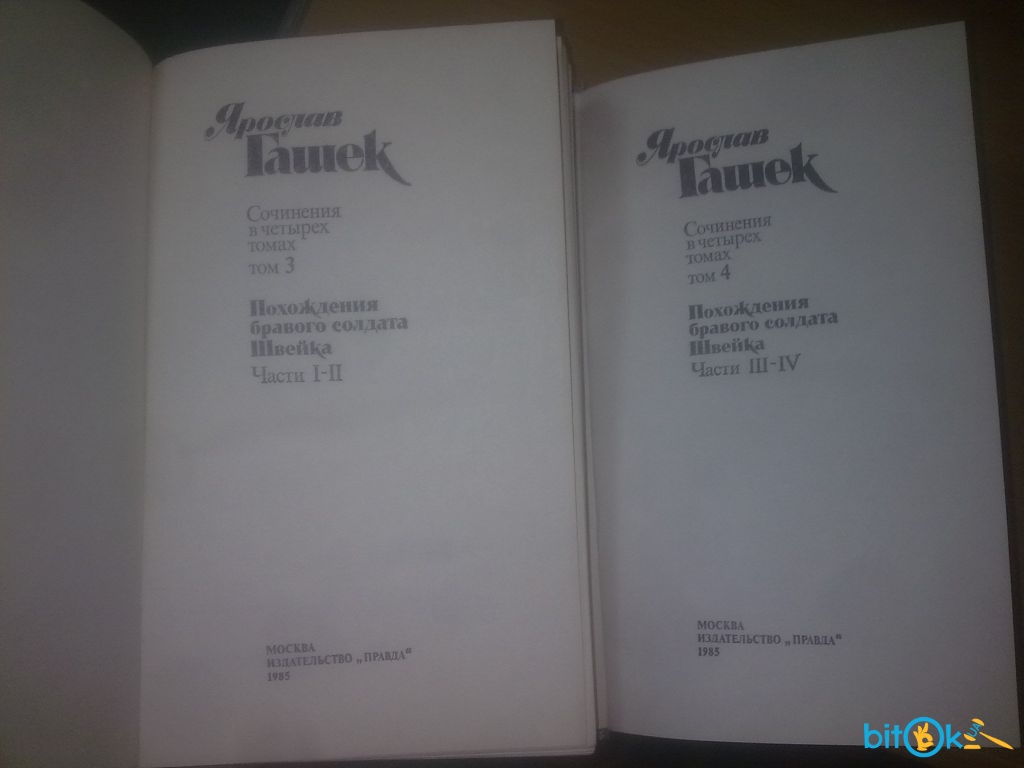 Ярослав
Гашек
Сочинения
в четырех
томах
том 3
Похождения
бравого солдата
Швейка
Части I-II
МОСКВА
ИЗДАТЕЛЬСТВО „ПРАВДА“
1985
Ярослав
Гашек
Сочинения
в четырех
томах
том 4
Похождения
бравого солдата
Швейка
Части III-IV
МОСКВА
ИЗДАТЕЛЬСТВО „ПРАВДА“
1985
bitOk UA